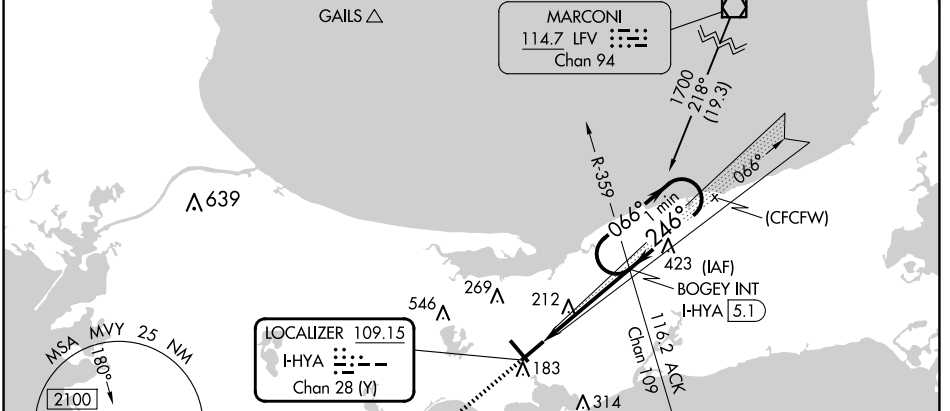 GAILS
MARCONI
114.7 LFV
Chan 94
1700
218°
(19.3)
R-359
066°
066°
1 min
246°
(CFCFW)
639
423
(IAF)
BOGEY INT
I-HYA 5.1
269
212
546
LOCALIZER 109.15
I-HYA
Chan 28 (Y)
183
116.2 ACK
Chan 109
314
MSA MVY 25 NM
180°
2100